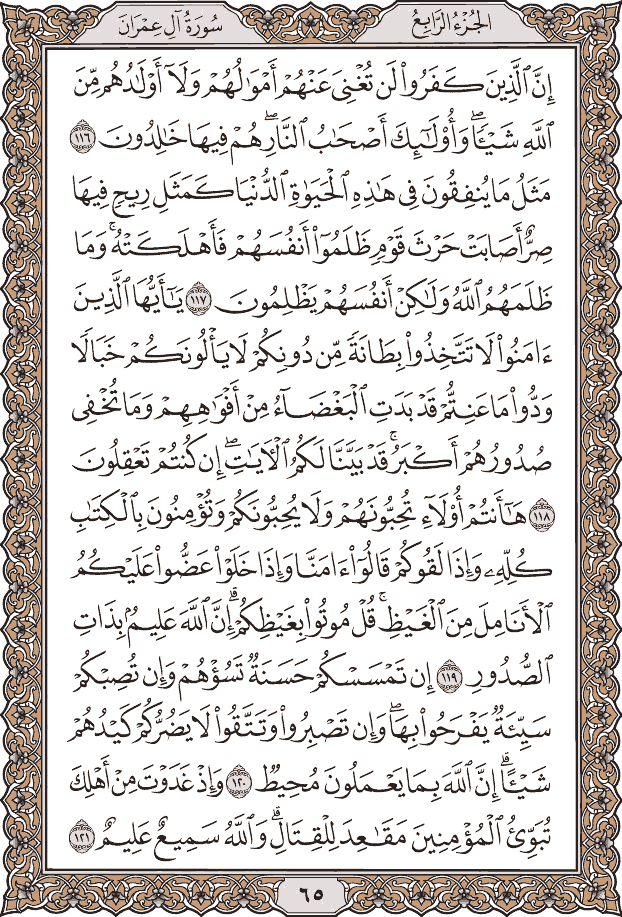 الجُزْءُ الرَّابِعُ
سُورَةُ آلِ عِمْرَانَ
إِنَّ ٱلَّذِينَ كَفَرُوا۟ لَن تُغْنِىَ عَنْهُمْ أَمْوَٰلُهُمْ وَلَآ أَوْلَـٰدُهُم مِّنَ
ٱللَّهِ شَيْـًٔا ۖ وَأُو۟لَـٰٓئِكَ أَصْحَـٰبُ ٱلنَّارِ ۚ هُمْ فِيهَا خَـٰلِدُونَ ١١٦
مَثَلُ مَا يُنفِقُونَ فِى هَـٰذِهِ ٱلْحَيَوٰةِ ٱلدُّنْيَا كَمَثَلِ رِيحٍ فِيهَا
صِرٌّ أَصَابَتْ حَرْثَ قَوْمٍ ظَلَمُوٓا۟ أَنفُسَهُمْ فَأَهْلَكَتْهُ ۚ وَمَا
ظَلَمَهُمُ ٱللَّهُ وَلَـٰكِنْ أَنفُسَهُمْ يَظْلِمُونَ ١١٧ يَـٰٓأَيُّهَا ٱلَّذِينَ
ءَامَنُوا۟ لَا تَتَّخِذُوا۟ بِطَانَةً مِّن دُونِكُمْ لَا يَأْلُونَكُمْ خَبَالًا
وَدُّوا۟ مَا عَنِتُّمْ قَدْ بَدَتِ ٱلْبَغْضَآءُ مِنْ أَفْوَٰهِهِمْ وَمَا تُخْفِى
صُدُورُهُمْ أَكْبَرُ ۚ قَدْ بَيَّنَّا لَكُمُ ٱلْـَٔايَـٰتِ ۖ إِن كُنتُمْ تَعْقِلُونَ
١١٨ هَـٰٓأَنتُمْ أُو۟لَآءِ تُحِبُّونَهُمْ وَلَا يُحِبُّونَكُمْ وَتُؤْمِنُونَ بِٱلْكِتَـٰبِ
كُلِّهِۦ وَإِذَا لَقُوكُمْ قَالُوٓا۟ ءَامَنَّا وَإِذَا خَلَوْا۟ عَضُّوا۟ عَلَيْكُمُ
ٱلْأَنَامِلَ مِنَ ٱلْغَيْظِ ۚ قُلْ مُوتُوا۟ بِغَيْظِكُمْ ۗ إِنَّ ٱللَّهَ عَلِيمٌۢ بِذَاتِ
ٱلصُّدُورِ ١١٩ إِن تَمْسَسْكُمْ حَسَنَةٌ تَسُؤْهُمْ وَإِن تُصِبْكُمْ
سَيِّئَةٌ يَفْرَحُوا۟ بِهَا ۖ وَإِن تَصْبِرُوا۟ وَتَتَّقُوا۟ لَا يَضُرُّكُمْ كَيْدُهُمْ
شَيْـًٔا ۗ إِنَّ ٱللَّهَ بِمَا يَعْمَلُونَ مُحِيطٌ ١٢٠ وَإِذْ غَدَوْتَ مِنْ أَهْلِكَ
تُبَوِّئُ ٱلْمُؤْمِنِينَ مَقَـٰعِدَ لِلْقِتَالِ ۗ وَٱللَّهُ سَمِيعٌ عَلِيمٌ ١٢١
٦٥